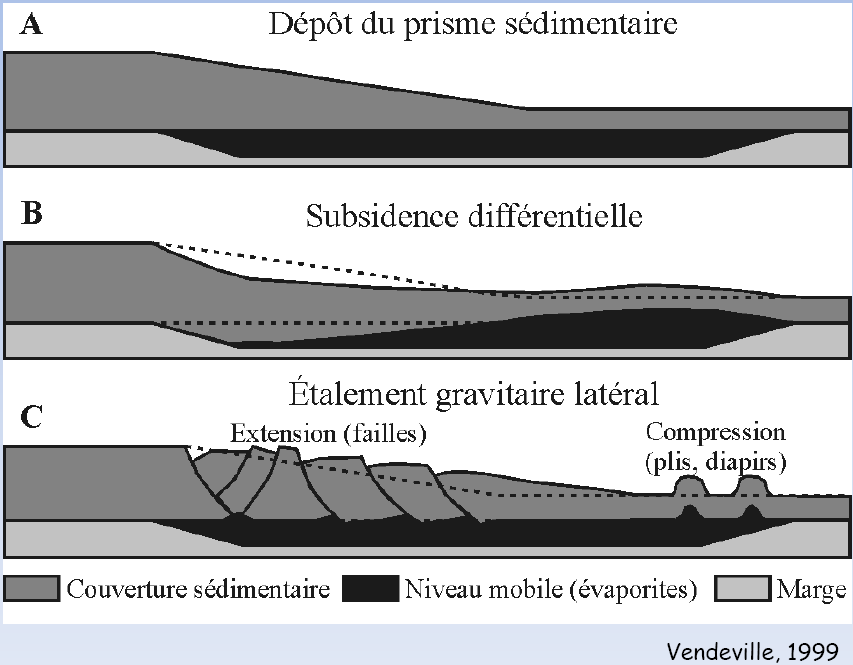 A
Dépôt du prisme sédimentaire
B
Subsidence différentielle
C
Étalement gravitaire latéral
Extension (failles)
Compression
(plis, diapirs)
Couverture sédimentaire
Niveau mobile (évaporites)
Marge
Vendeville, 1999